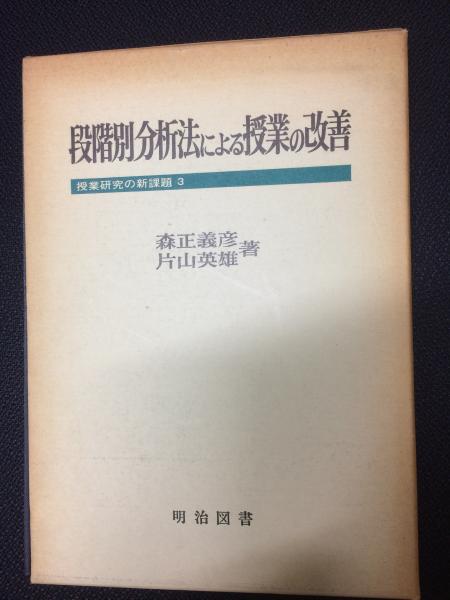 段階別分析法による授業の改善
授業研究の新課題 3
森正義彦
片山英雄 著
明治図書